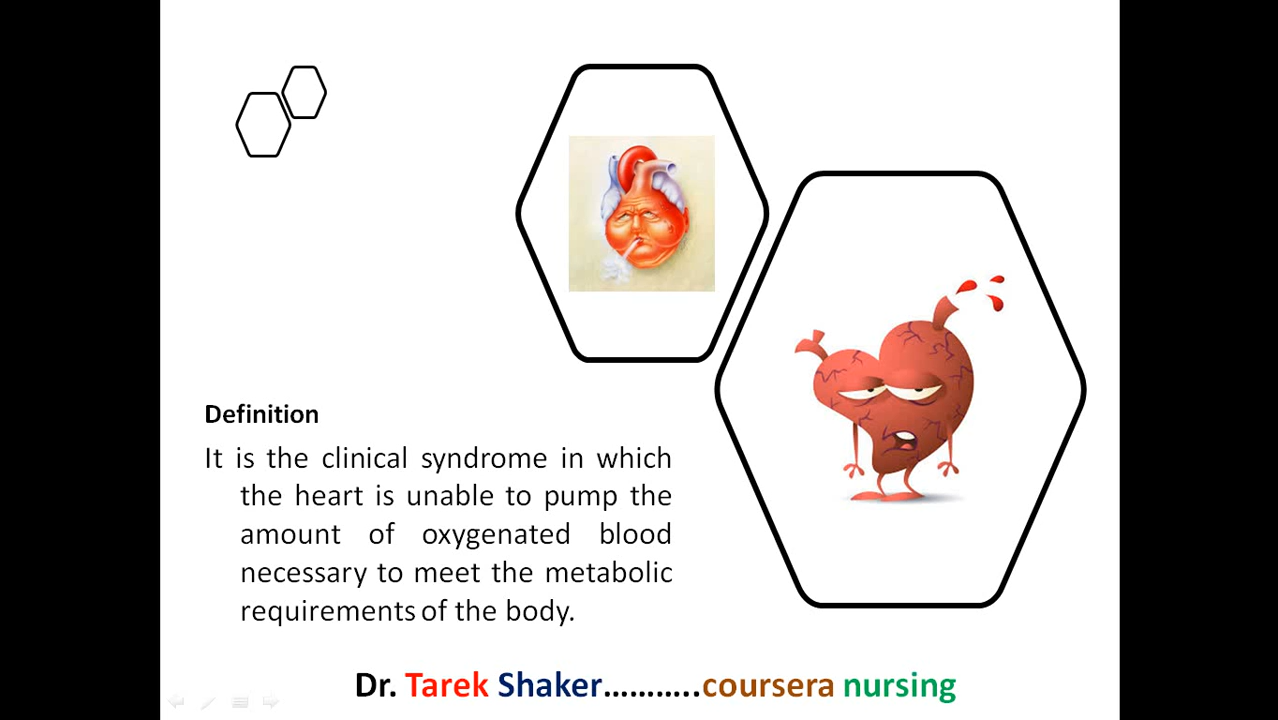 Definition
It is the clinical syndrome in which
the heart is unable to pump the
amount of oxygenated blood
necessary to meet the metabolic
requirements of the body.
Dr. Tarek Shaker...........coursera nursing